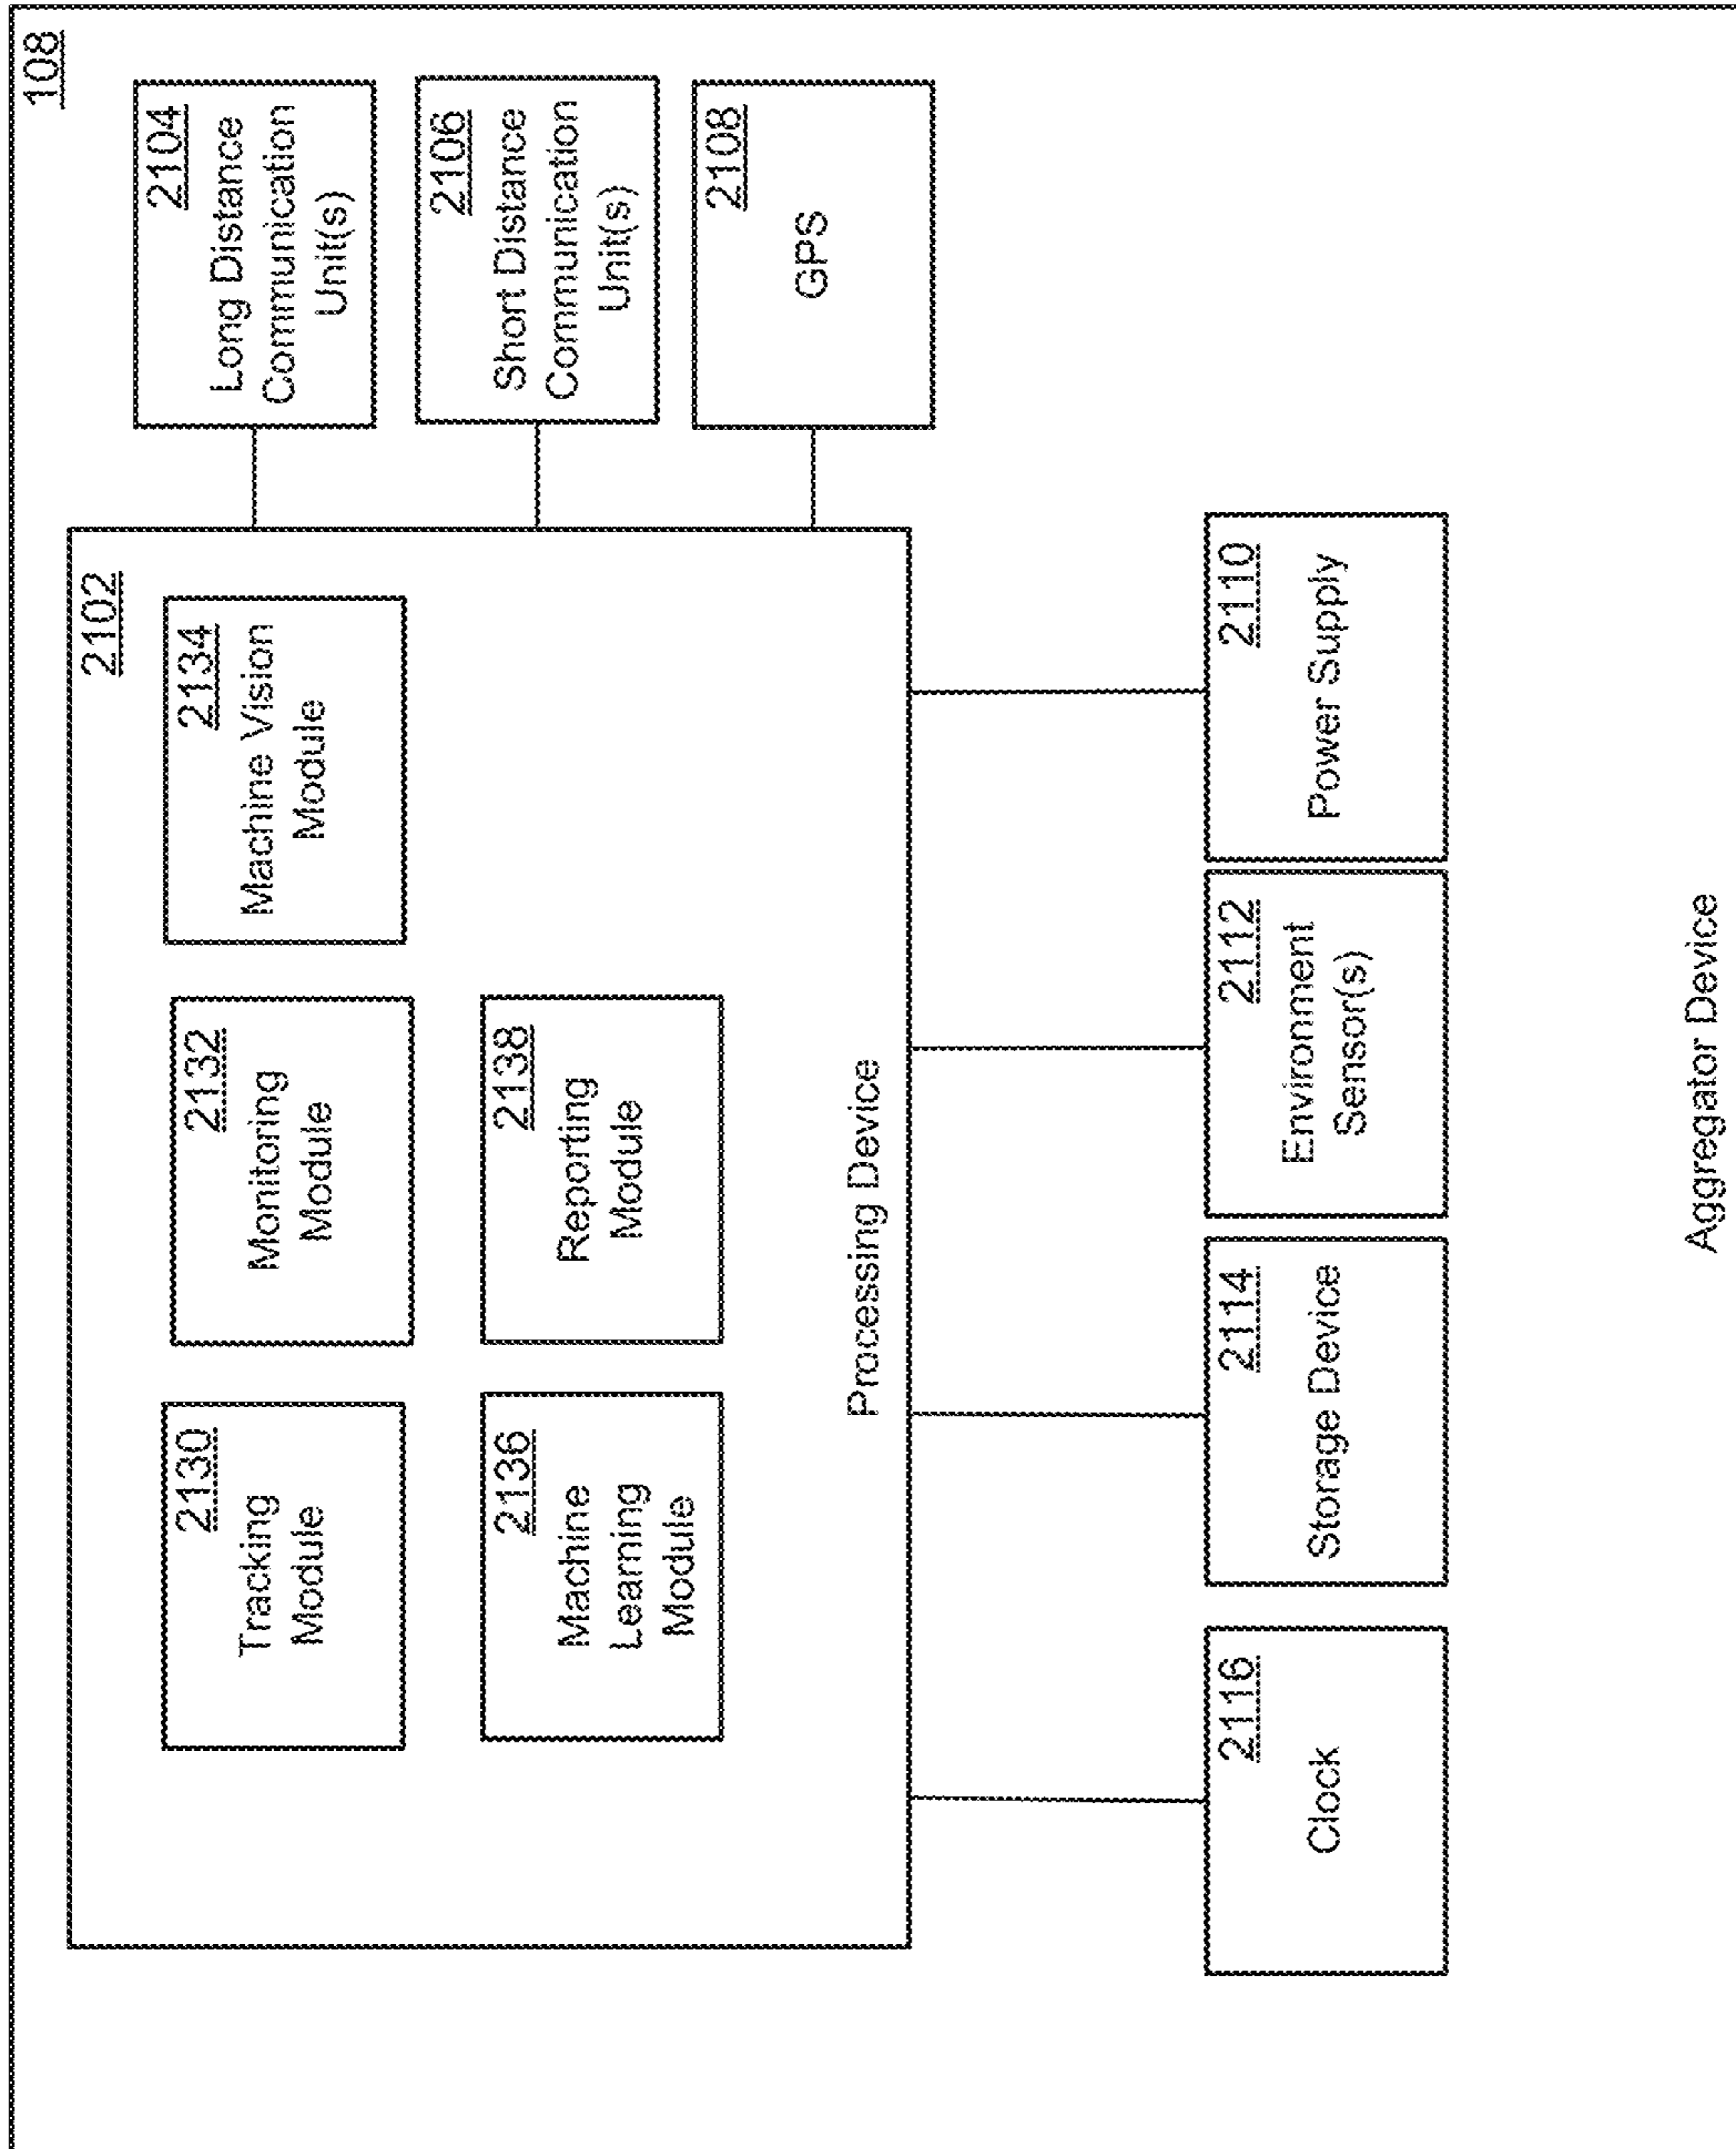 108
2102
2130
Tracking
Module
2132
Monitoring
Module
2134
Machine Vision
Module
2136
Machine
Learning
Module
2138
Reporting
Module
Processing Device
2104
Long Distance
Communication
Unit(s)
2106
Short Distance
Communication
Unit(s)
2108
GPS
2116
Clock
2114
Storage Device
2112
Environment
Sensor(s)
2110
Power Supply
Aggregator Device